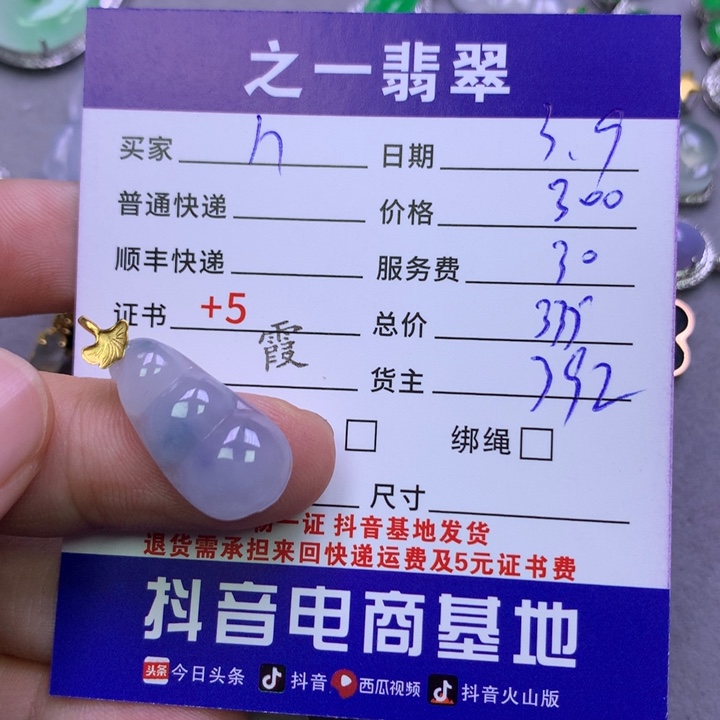 之一翡翠
买家 h 日期 3.9
普通快递 价格 300
顺丰快递 服务费 30
证书 +5 总价 335
霞
货主 792
绑绳
尺寸
物一证 抖音基地发货
退货需承担来回快递运费及5元证书费
抖音电商基地
头条 今日头条 抖音 西瓜视频 抖音火山版